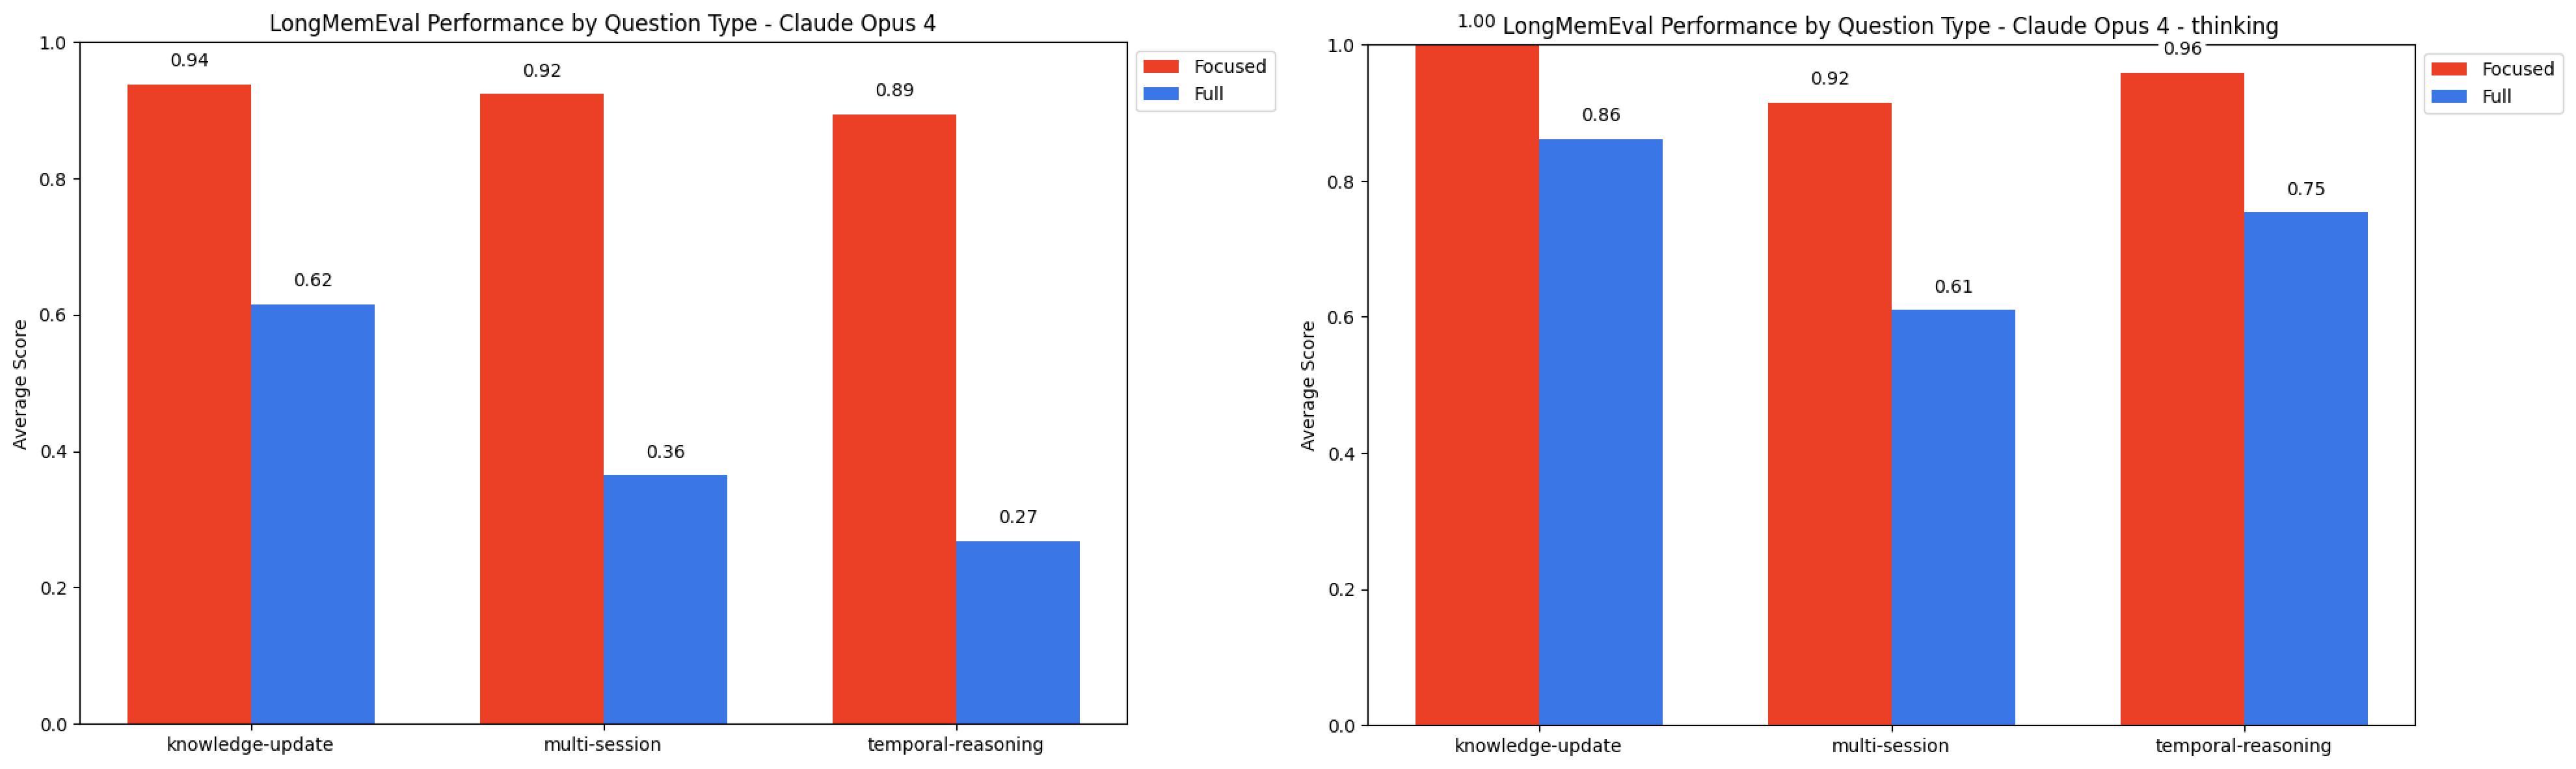 LongMemEval Performance by Question Type - Claude Opus 4
1.0
0.8
0.6
0.4
0.2
0.0
Average Score
0.94
0.62
0.92
0.36
0.89
0.27
knowledge-update
multi-session
temporal-reasoning
Focused
Full
LongMemEval Performance by Question Type - Claude Opus 4 - thinking
1.0
0.8
0.6
0.4
0.2
0.0
Average Score
1.00
0.86
0.92
0.61
0.96
0.75
knowledge-update
multi-session
temporal-reasoning
Focused
Full